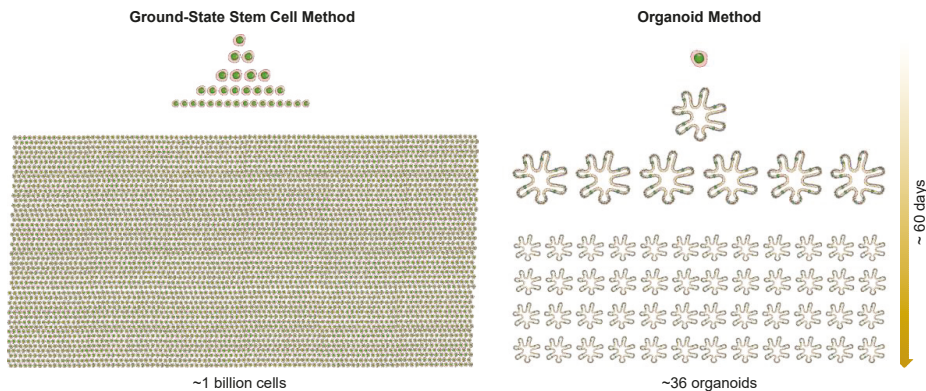 Ground-State Stem Cell Method
Organoid Method
~ 60 days
~1 billion cells
~36 organoids